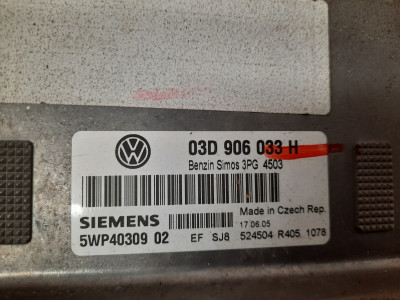 03D 906 033 H
Benzin Simos 3PG 4503
SIEMENS
Made in Czech Rep.
17.06.05
5WP40309 02
EF SJ8 524504 R405 1078